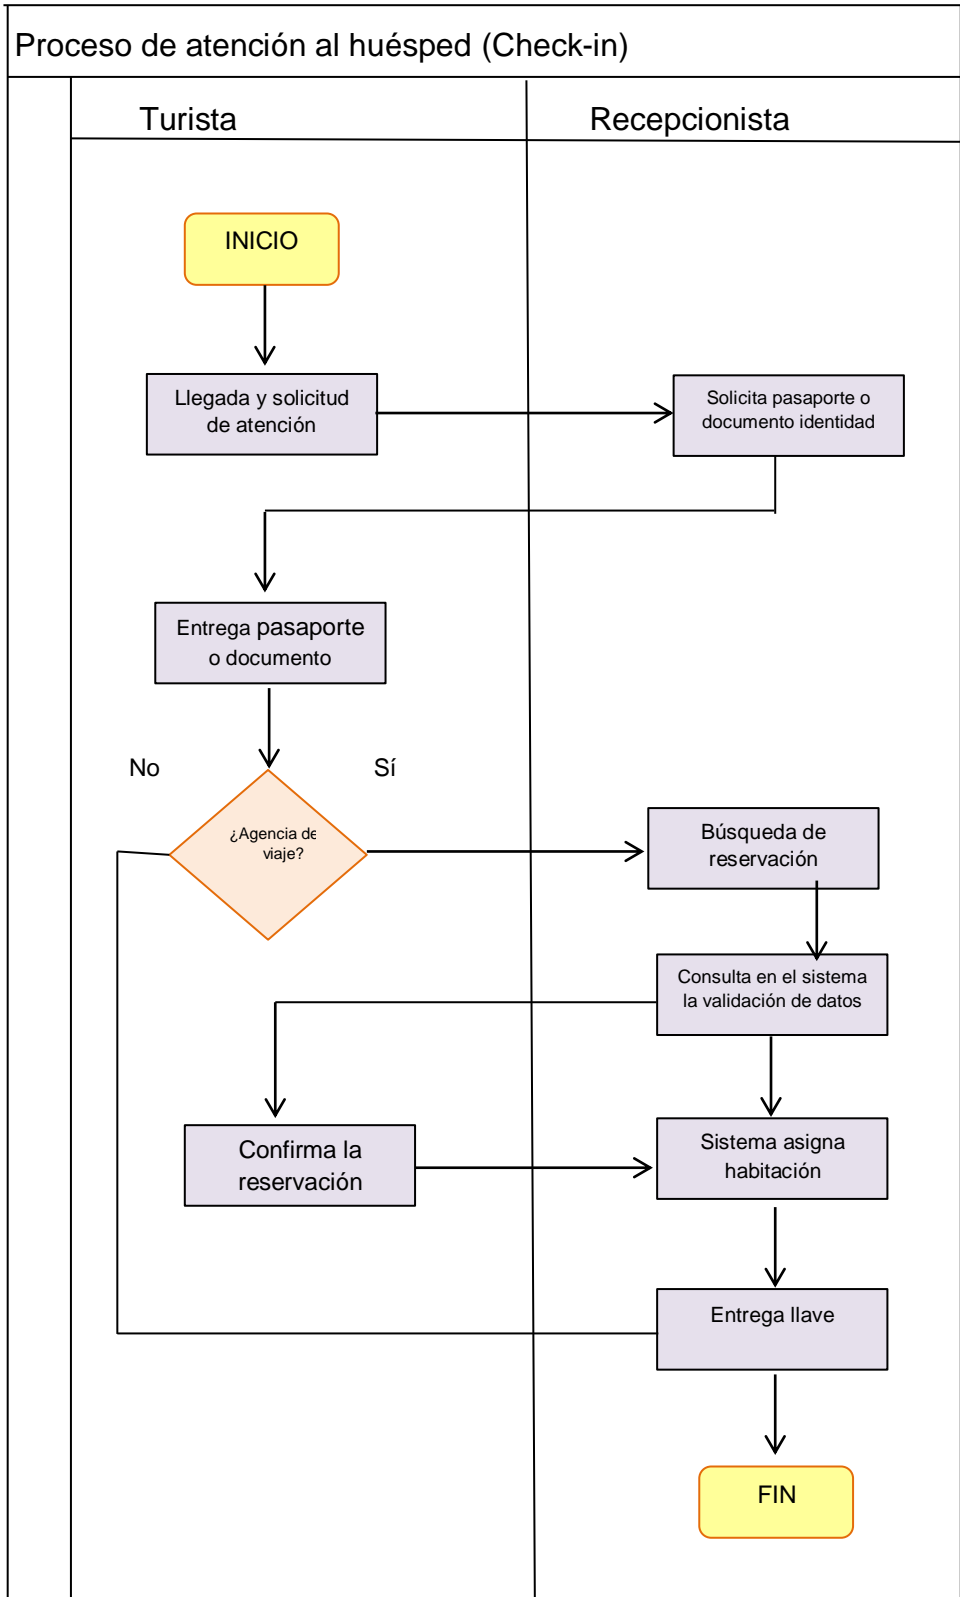 Proceso de atención al huésped (Check-in)
Turista
Recepcionista
INICIO
Llegada y solicitud
de atención
Solicita pasaporte o
documento identidad
Entrega pasaporte
o documento
No
Sí
¿Agencia de
viaje?
Búsqueda de
reservación
Consulta en el sistema
la validación de datos
Confirma la
reservación
Sistema asigna
habitación
Entrega llave
FIN